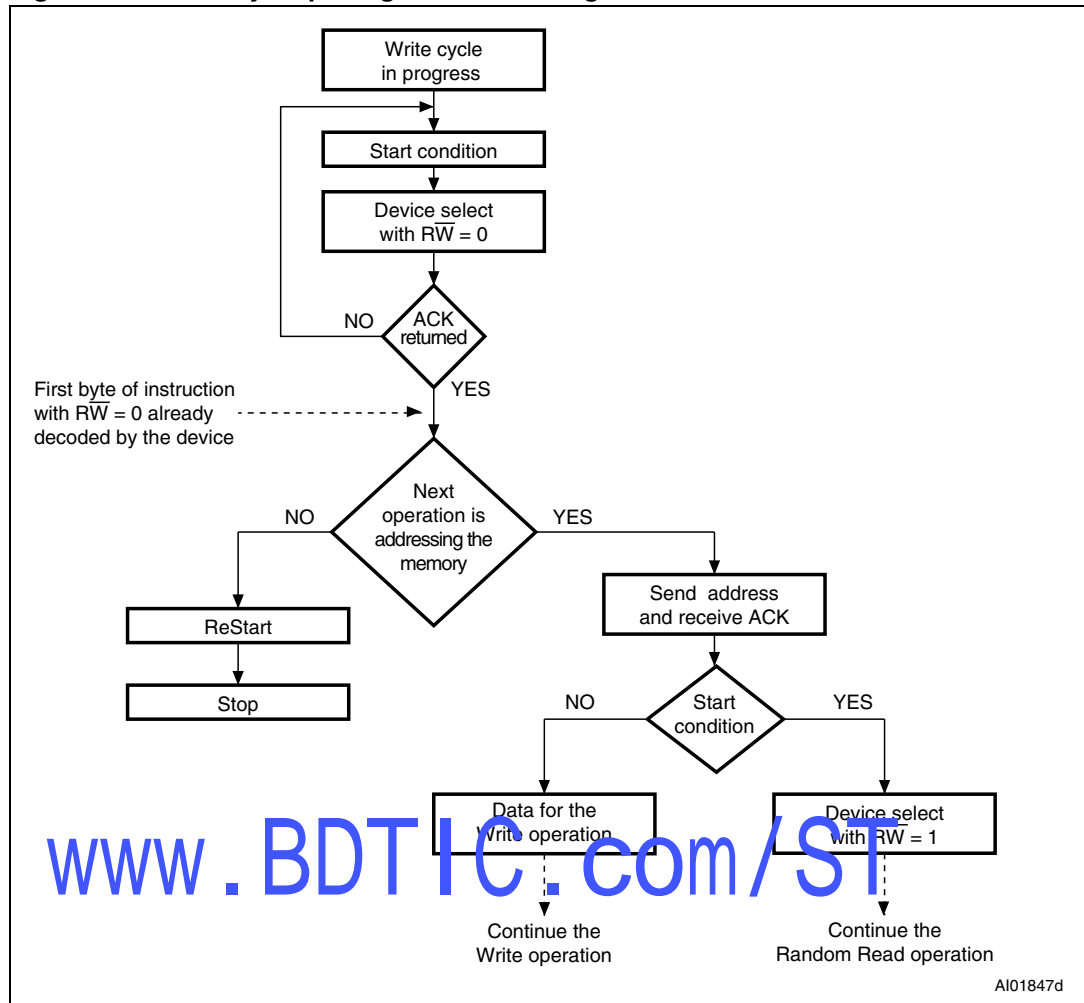 Write cycle
in progress
Start condition
Device select
with RW̅ = 0
NO
ACK
returned
YES
First byte of instruction
with RW̅ = 0 already
decoded by the device
NO
Next
operation is
addressing the
memory
YES
ReStart
Stop
Send address
and receive ACK
NO
Start
condition
YES
Data for the
Write operation
Device select
with RW̅ = 1
www.BDTIC.com/ST
Continue the
Write operation
Continue the
Random Read operation
AI01847d